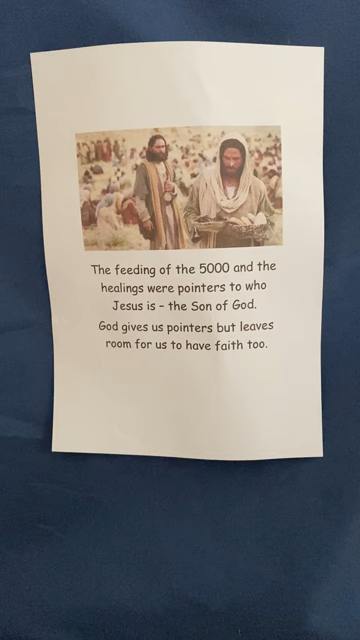 The feeding of the 5000 and the
healings were pointers to who
Jesus is – the Son of God.
God gives us pointers but leaves
room for us to have faith too.